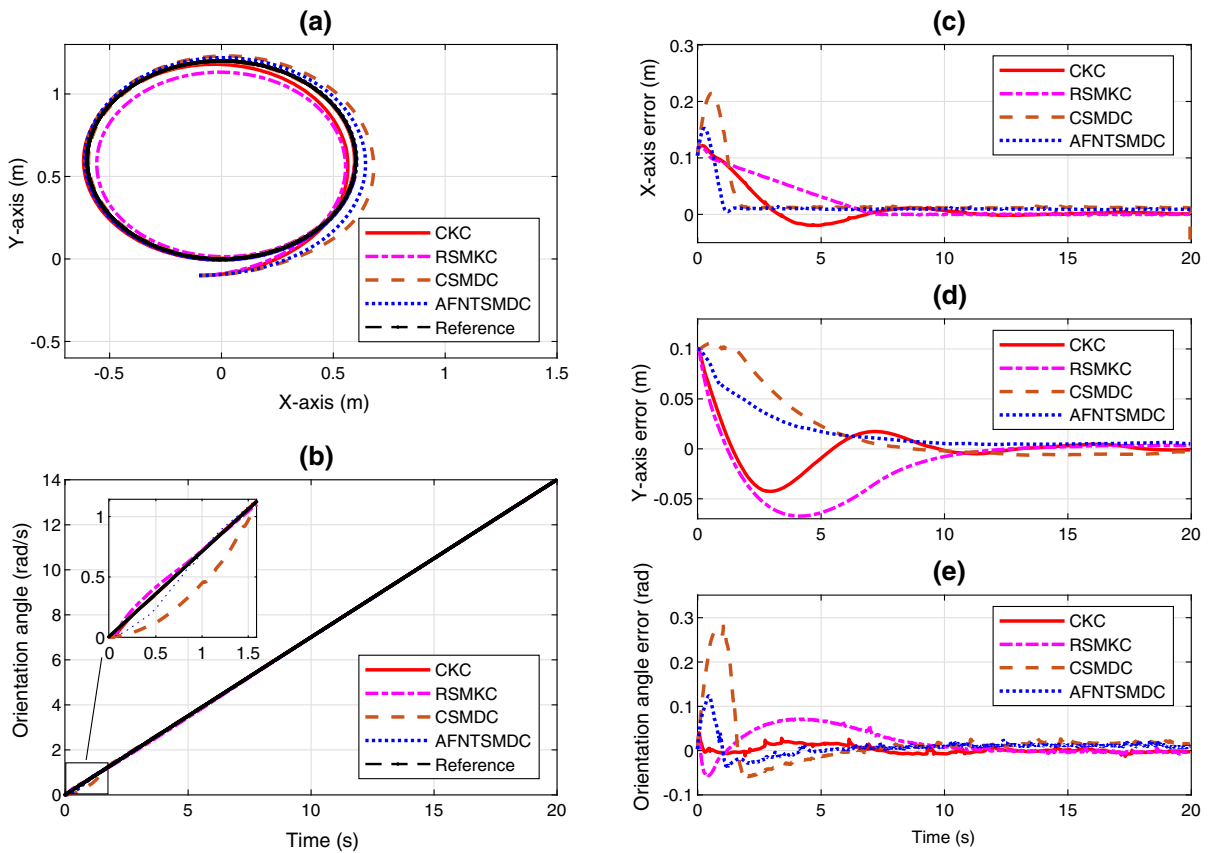 (a)
Y-axis (m)
1
0.5
0
-0.5
-0.5
0
0.5
1
1.5
X-axis (m)
CKC
RSMKC
CSMDC
AFNTSMDC
Reference
(b)
Orientation angle (rad/s)
14
12
10
8
6
4
2
0
0
5
10
15
20
Time (s)
1
0.5
0
0
0.5
1
1.5
CKC
RSMKC
CSMDC
AFNTSMDC
Reference
(c)
X-axis error (m)
0.3
0.2
0.1
0
0
5
10
15
20
CKC
RSMKC
CSMDC
AFNTSMDC
(d)
Y-axis error (m)
0.1
0.05
0
-0.05
0
5
10
15
20
CKC
RSMKC
CSMDC
AFNTSMDC
(e)
Orientation angle error (rad)
0.3
0.2
0.1
0
-0.1
0
5
10
15
20
Time (s)
CKC
RSMKC
CSMDC
AFNTSMDC